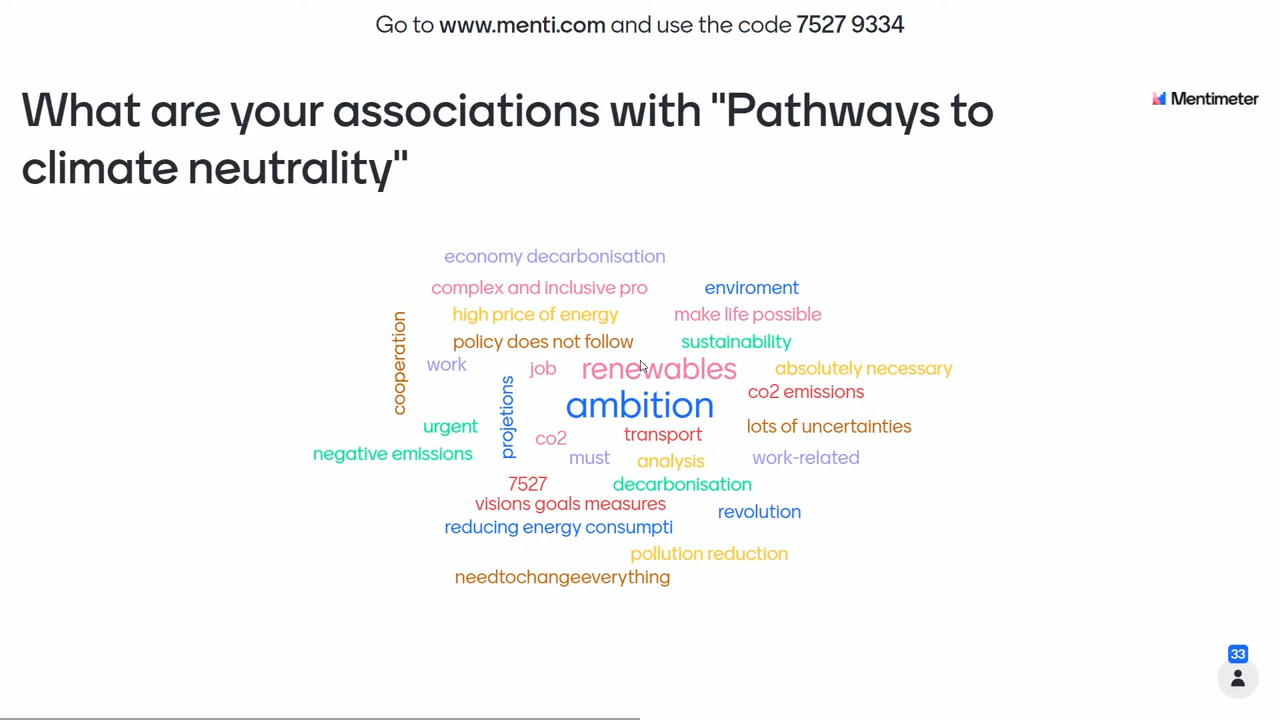 Go to www.menti.com and use the code 7527 9334
What are your associations with "Pathways to
climate neutrality"
Mentimeter
economy decarbonisation
complex and inclusive pro
enviroment
high price of energy
make life possible
cooperation
policy does not follow
sustainability
work
job
renewables
absolutely necessary
projetions
ambition
co2 emissions
urgent
co2
transport
lots of uncertainties
negative emissions
must
analysis
work-related
7527
decarbonisation
visions goals measures
revolution
reducing energy consumpti
pollution reduction
needtochangeeverything
33